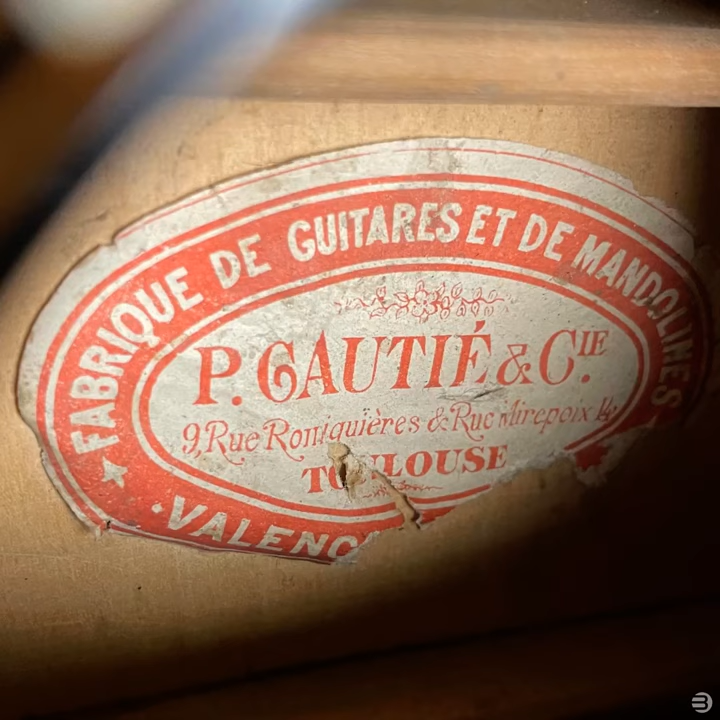 FABRIQUE DE GUITARES ET DE MANDOLINES
P. GAUTIÉ & CIE.
9, Rue Romiguières & Rue Mirepoix 14
TOULOUSE
VALENC